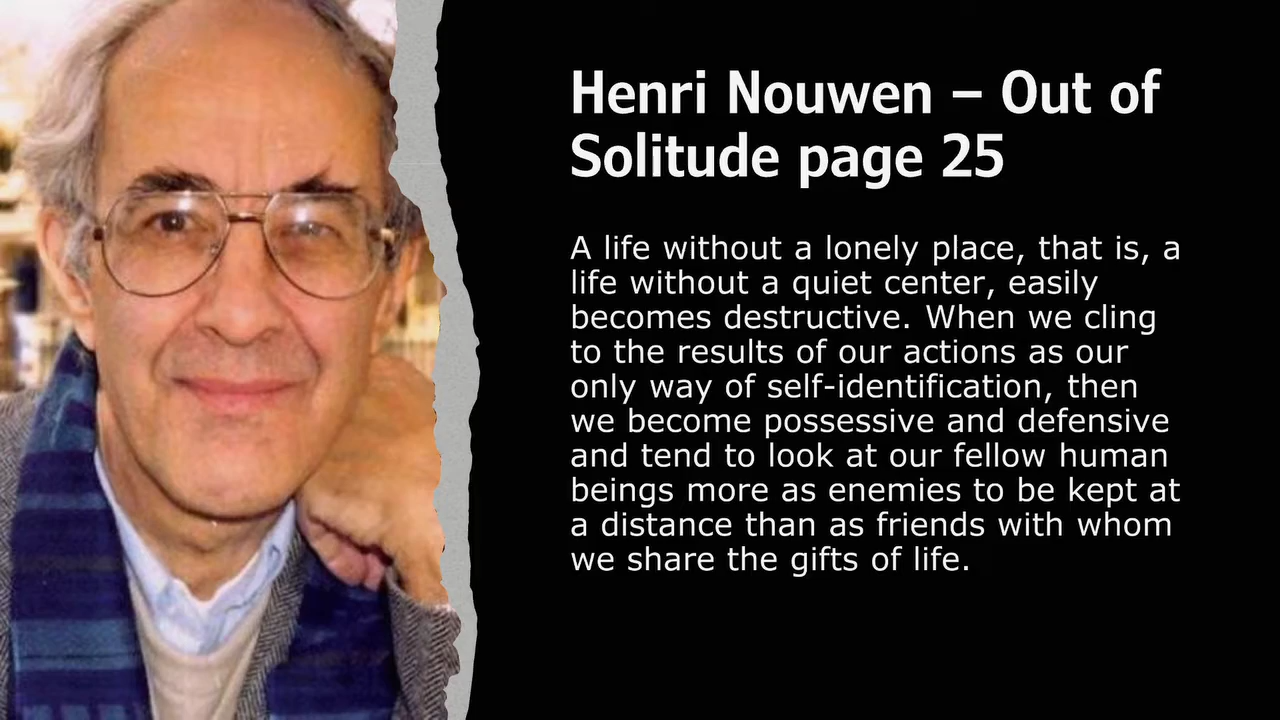 Henri Nouwen – Out of
Solitude page 25
A life without a lonely place, that is, a
life without a quiet center, easily
becomes destructive. When we cling
to the results of our actions as our
only way of self-identification, then
we become possessive and defensive
and tend to look at our fellow human
beings more as enemies to be kept at
a distance than as friends with whom
we share the gifts of life.